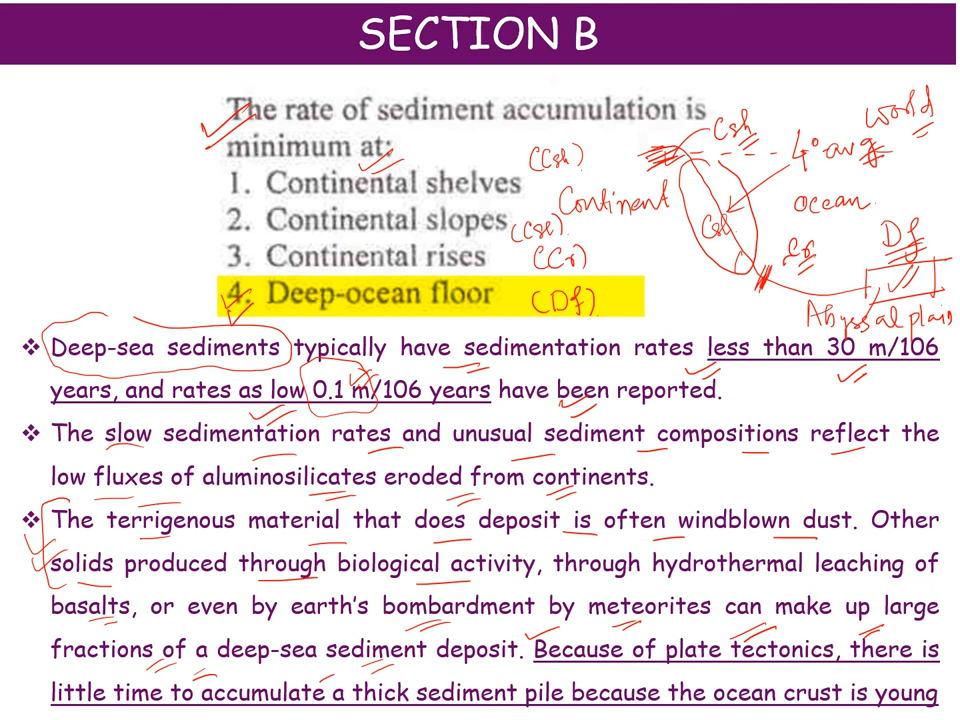 SECTION B
The rate of sediment accumulation is
minimum at:
1. Continental shelves
2. Continental slopes
3. Continental rises
4. Deep-ocean floor
(Csh)
(Csl)
(Cr)
(Df)
Continent
Csh
4° avg
world
ocean
Csl
Cr
Df
Abyssal plain
❖ Deep-sea sediments typically have sedimentation rates less than 30 m/106
years, and rates as low 0.1 m/106 years have been reported.
❖ The slow sedimentation rates and unusual sediment compositions reflect the
low fluxes of aluminosilicates eroded from continents.
❖ The terrigenous material that does deposit is often windblown dust. Other
solids produced through biological activity, through hydrothermal leaching of
basalts, or even by earth's bombardment by meteorites can make up large
fractions of a deep-sea sediment deposit. Because of plate tectonics, there is
little time to accumulate a thick sediment pile because the ocean crust is young